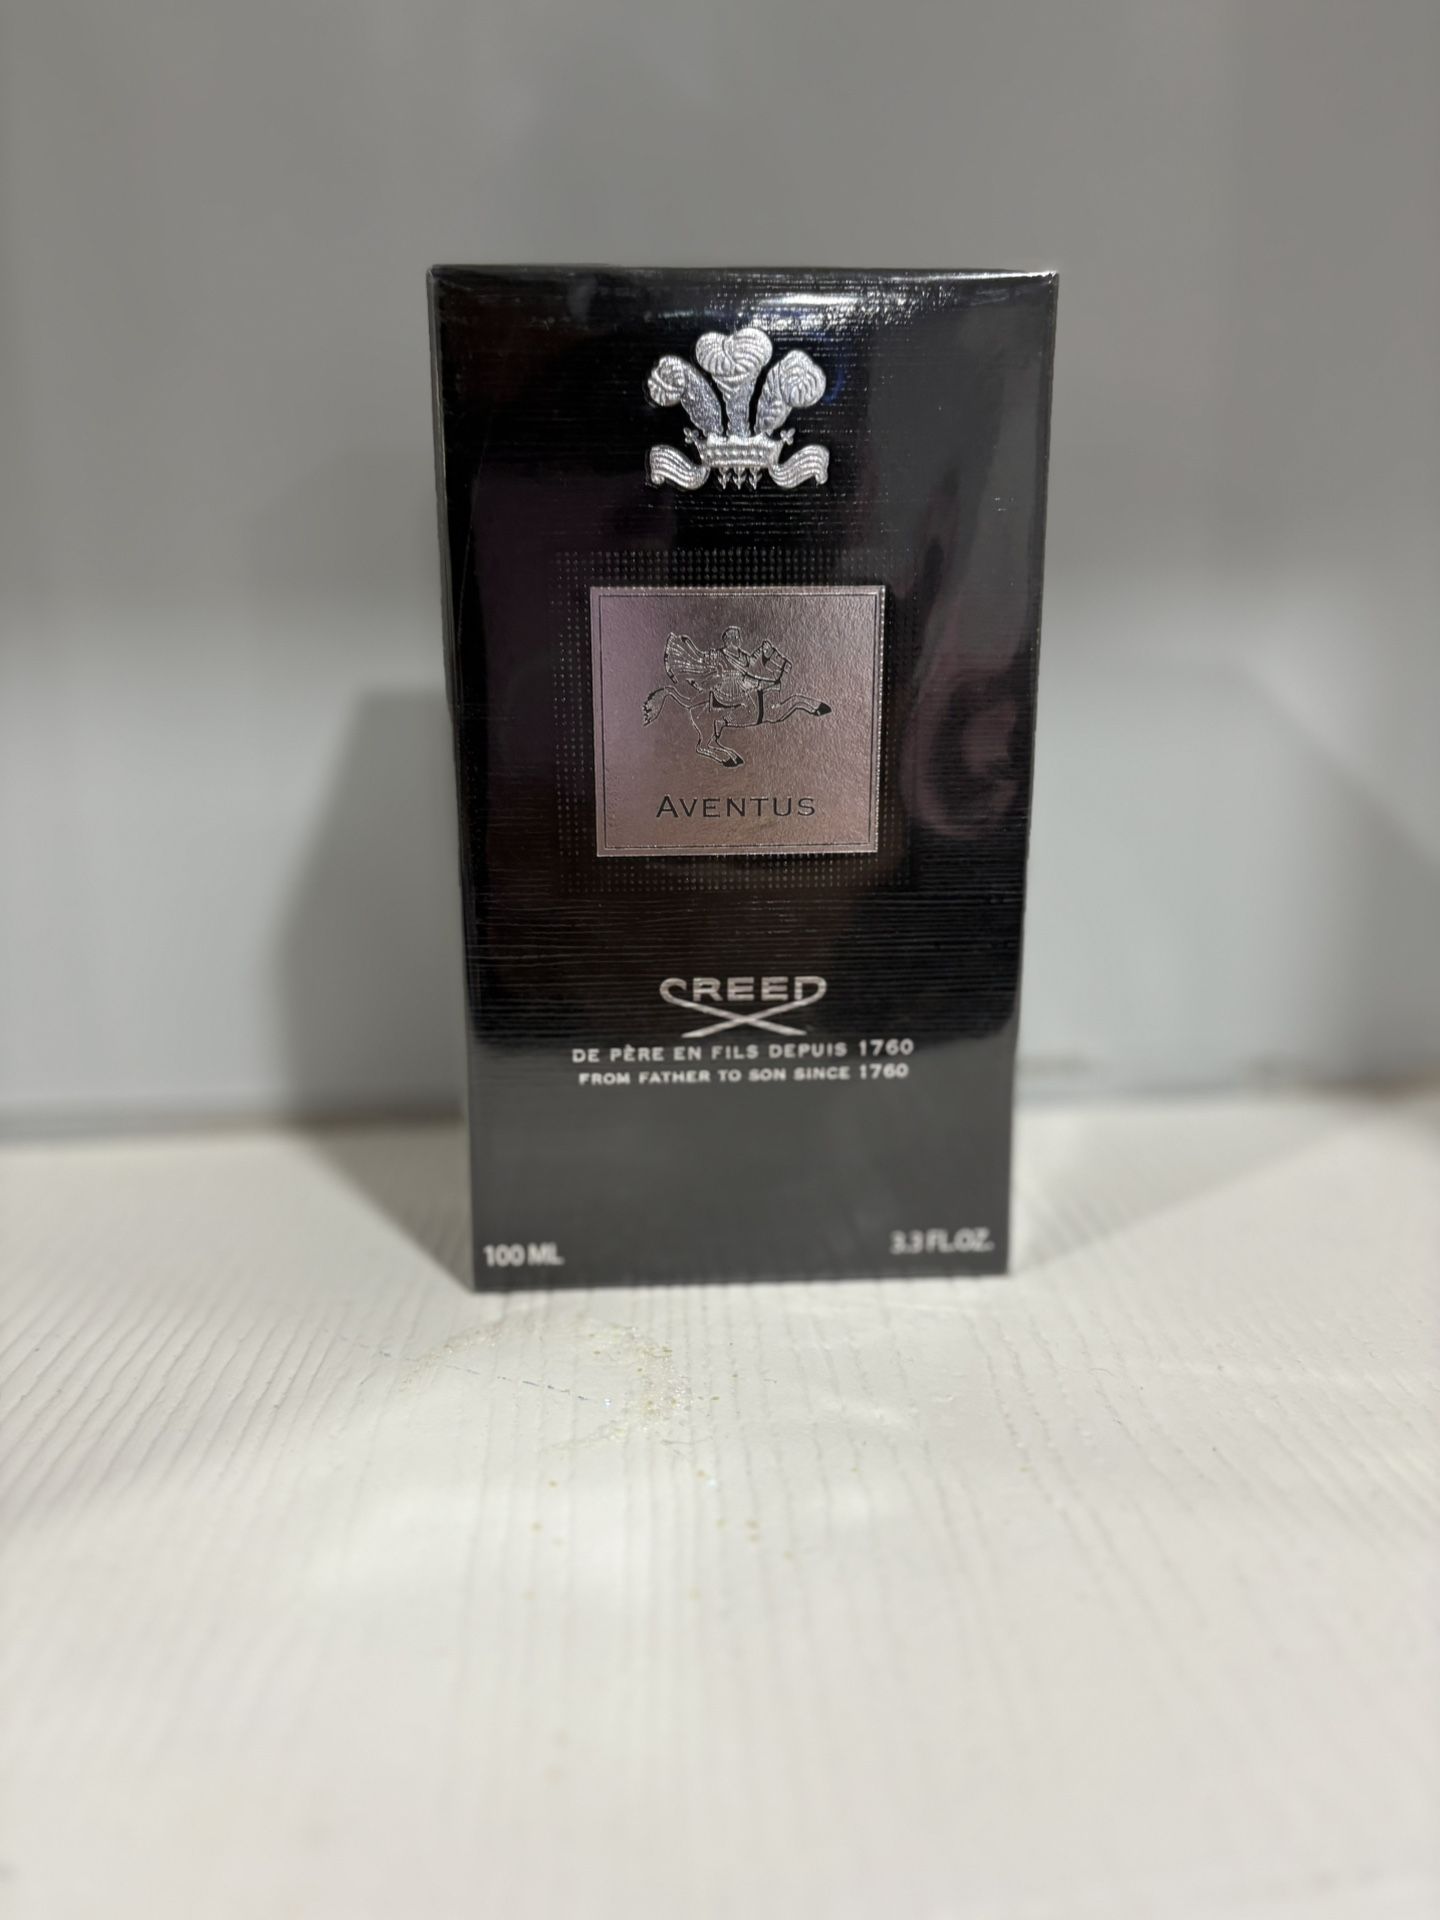 AVENTUS
CREED
DE PÈRE EN FILS DEPUIS 1760
FROM FATHER TO SON SINCE 1760
100 ML 3.3 FL.OZ.